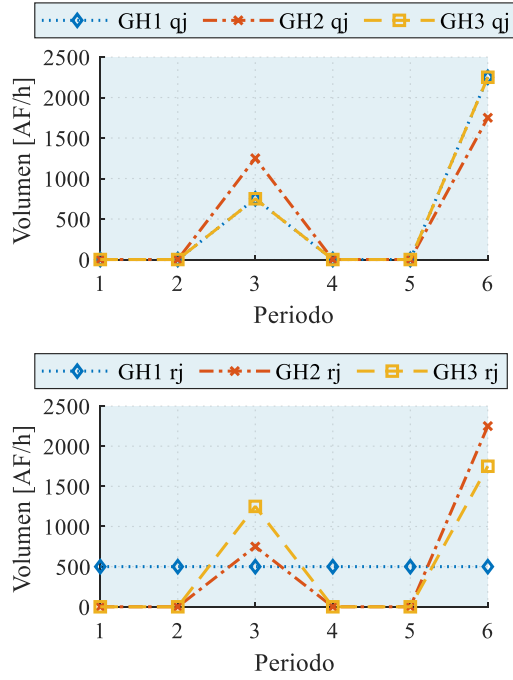 GH1 qj GH2 qj GH3 qj
2500
2000
1500
1000
500
0
Volumen [AF/h]
1 2 3 4 5 6
Periodo
GH1 rj GH2 rj GH3 rj
2500
2000
1500
1000
500
0
Volumen [AF/h]
1 2 3 4 5 6
Periodo